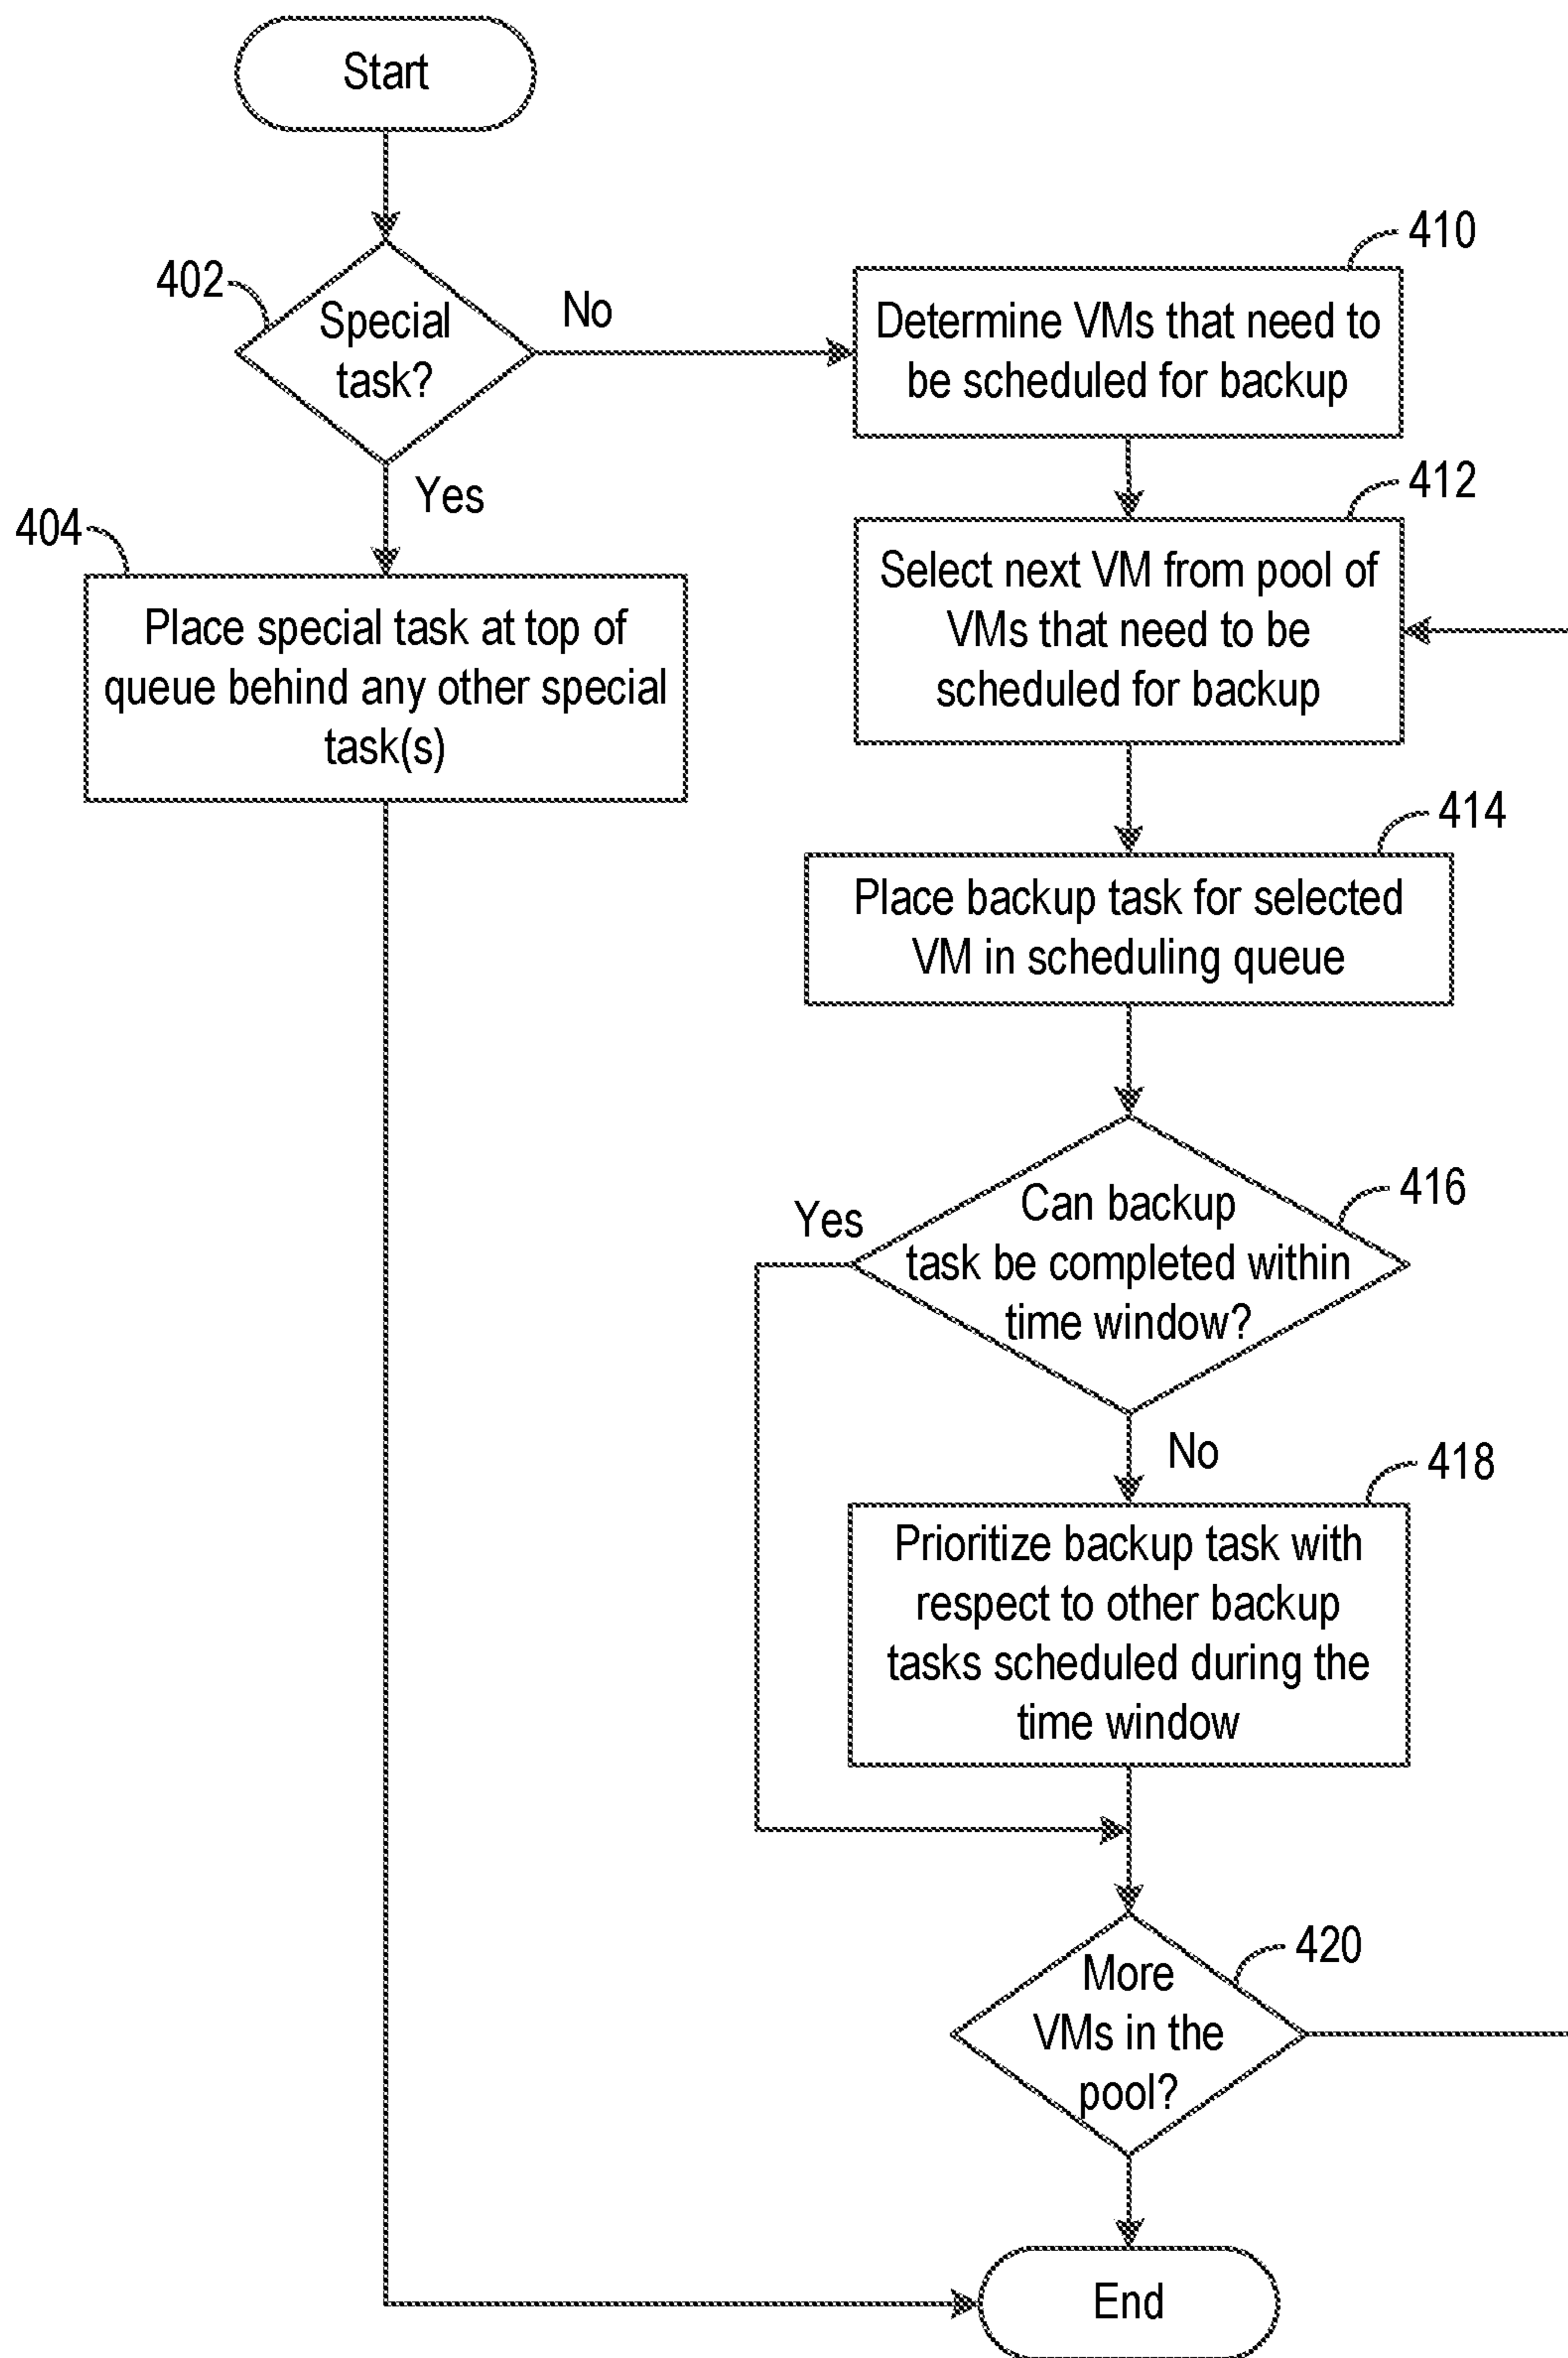 Start
402
Special
task?
No
Yes
404
Place special task at top of
queue behind any other special
task(s)
410
Determine VMs that need to
be scheduled for backup
412
Select next VM from pool of
VMs that need to be
scheduled for backup
414
Place backup task for selected
VM in scheduling queue
416
Can backup
task be completed within
time window?
Yes
No
418
Prioritize backup task with
respect to other backup
tasks scheduled during the
time window
420
More
VMs in the
pool?
End